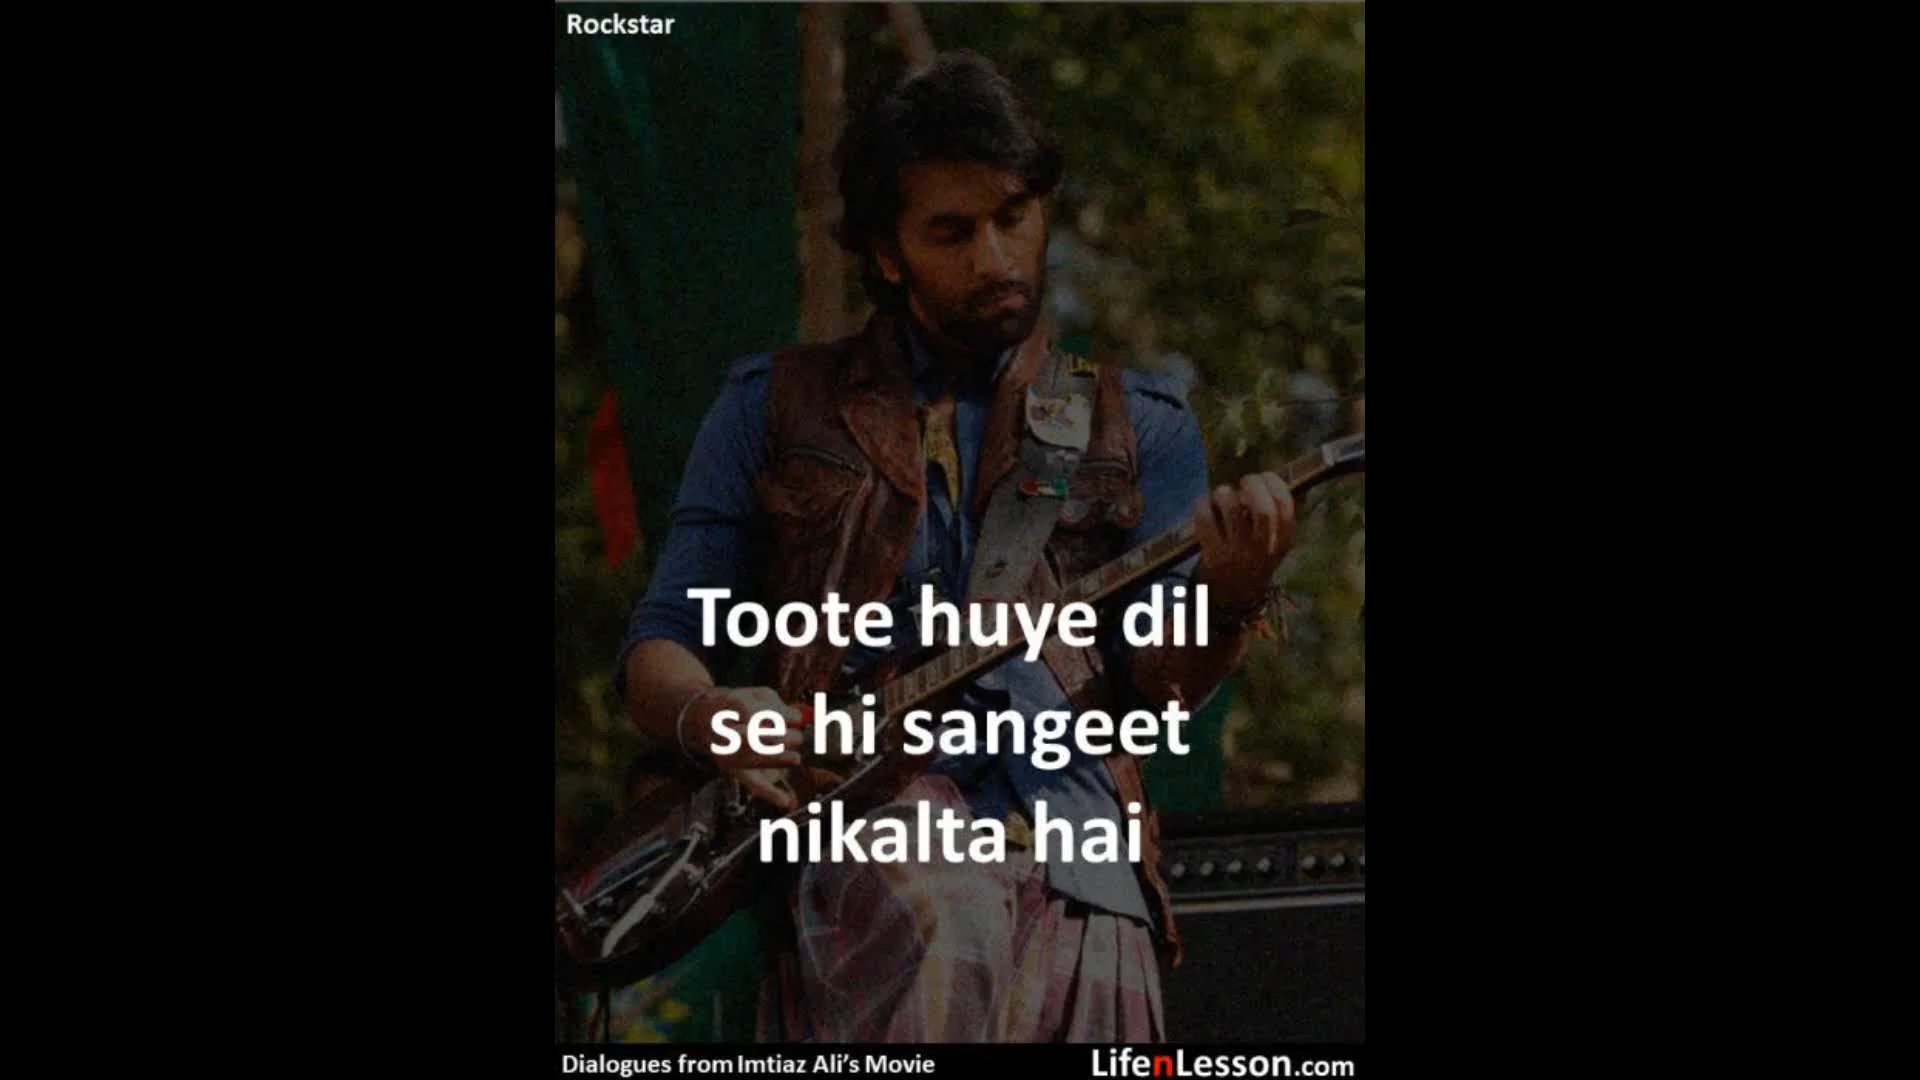 Rockstar
Toote huye dil
se hi sangeet
nikalta hai
Dialogues from Imtiaz Ali's Movie
LifenLesson.com